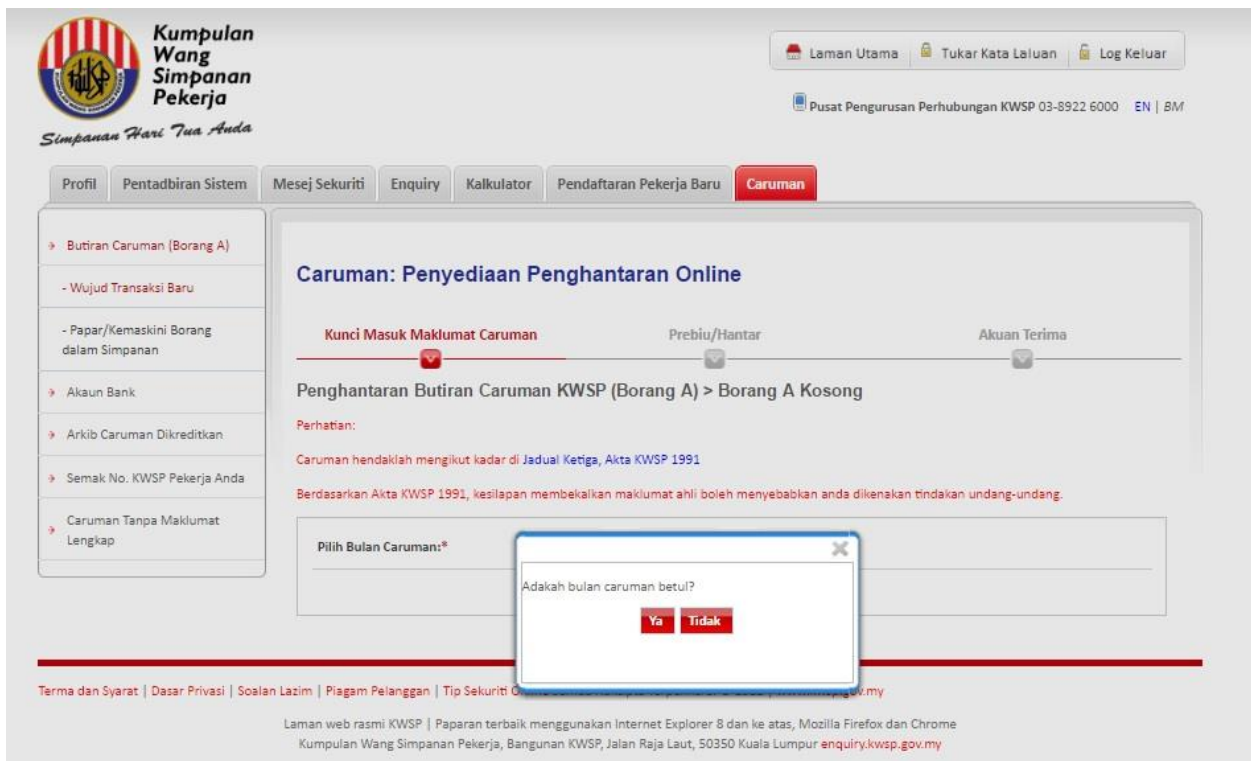 Kumpulan
Wang
Simpanan
Pekerja
Simpanan Hari Tua Anda
Laman Utama Tukar Kata Laluan Log Keluar
Pusat Pengurusan Perhubungan KWSP 03-8922 6000 EN | BM
Profil Pentadbiran Sistem Mesej Sekuriti Enquiry Kalkulator Pendaftaran Pekerja Baru Caruman
Butiran Caruman (Borang A)
- Wujud Transaksi Baru
- Papar/Kemaskini Borang
dalam Simpanan
Akaun Bank
Arkib Caruman Dikreditkan
Semak No. KWSP Pekerja Anda
Caruman Tanpa Maklumat
Lengkap
Caruman: Penyediaan Penghantaran Online
Kunci Masuk Maklumat Caruman Prebiu/Hantar Akuan Terima
Penghantaran Butiran Caruman KWSP (Borang A) > Borang A Kosong
Perhatian:
Caruman hendaklah mengikut kadar di Jadual Ketiga, Akta KWSP 1991
Berdasarkan Akta KWSP 1991, kesilapan membekalkan maklumat ahli boleh menyebabkan anda dikenakan tindakan undang-undang.
Pilih Bulan Caruman:*
Adakah bulan caruman betul?
Ya Tidak
Terma dan Syarat | Dasar Privasi | Soalan Lazim | Piagam Pelanggan | Tip Sekuriti
Laman web rasmi KWSP | Paparan terbaik menggunakan Internet Explorer 8 dan ke atas, Mozilla Firefox dan Chrome
Kumpulan Wang Simpanan Pekerja, Bangunan KWSP, Jalan Raja Laut, 50350 Kuala Lumpur enquiry.kwsp.gov.my